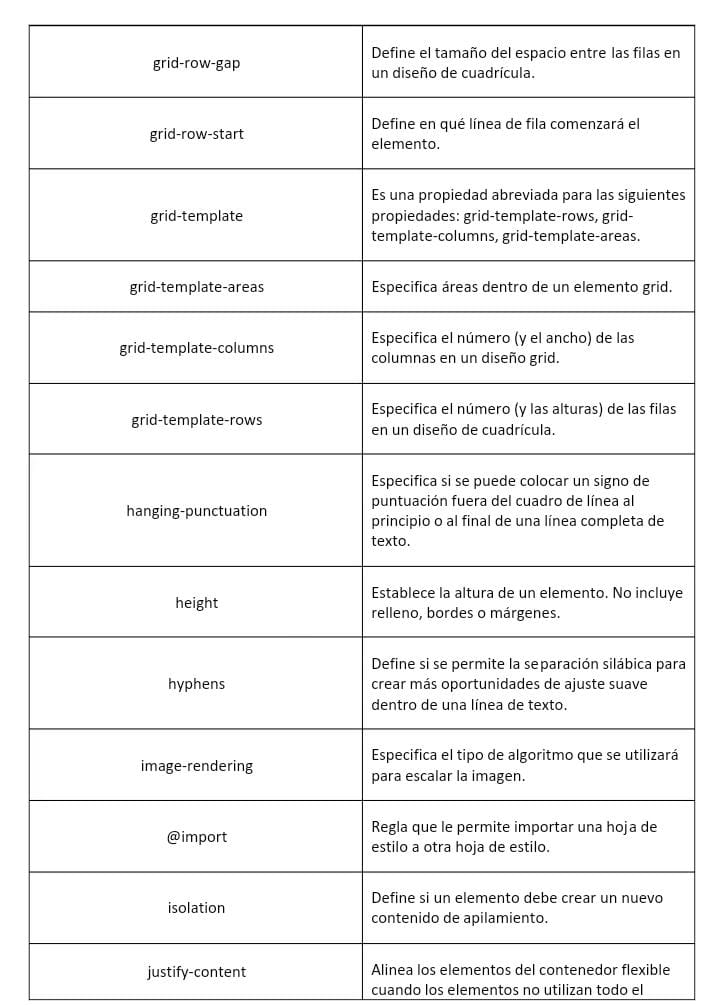 grid-row-gap
Define el tamaño del espacio entre las filas en
un diseño de cuadrícula.
grid-row-start
Define en qué línea de fila comenzará el
elemento.
grid-template
Es una propiedad abreviada para las siguientes
propiedades: grid-template-rows, grid-
template-columns, grid-template-areas.
grid-template-areas
Especifica áreas dentro de un elemento grid.
grid-template-columns
Especifica el número (y el ancho) de las
columnas en un diseño grid.
grid-template-rows
Especifica el número (y las alturas) de las filas
en un diseño de cuadrícula.
hanging-punctuation
Especifica si se puede colocar un signo de
puntuación fuera del cuadro de línea al
principio o al final de una línea completa de
texto.
height
Establece la altura de un elemento. No incluye
relleno, bordes o márgenes.
hyphens
Define si se permite la separación silábica para
crear más oportunidades de ajuste suave
dentro de una línea de texto.
image-rendering
Especifica el tipo de algoritmo que se utilizará
para escalar la imagen.
@import
Regla que le permite importar una hoja de
estilo a otra hoja de estilo.
isolation
Define si un elemento debe crear un nuevo
contenido de apilamiento.
justify-content
Alinea los elementos del contenedor flexible
cuando los elementos no utilizan todo el